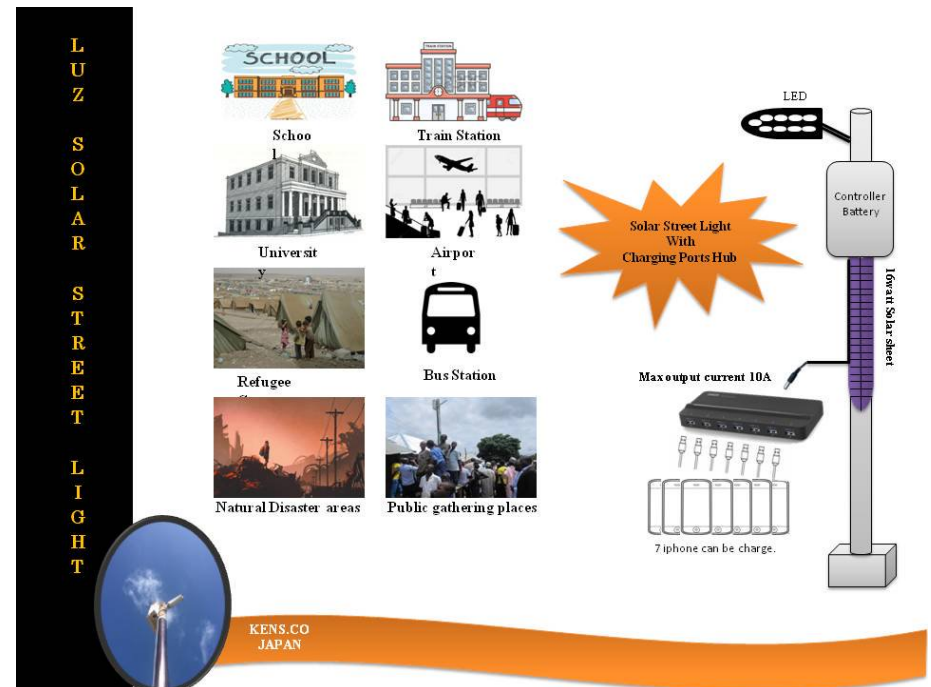 LUZ SOLAR STREET LIGHT
SCHOOL
Schoo
l
TRAIN STATION
Train Station
Universit
y
Airpor
t
Refugee
Bus Station
Natural Disaster areas
Public gathering places
Solar Street Light
With
Charging Ports Hub
LED
Controller
Battery
16watt Solar sheet
Max output current 10A
7 iphone can be charge.
KENS.CO
JAPAN